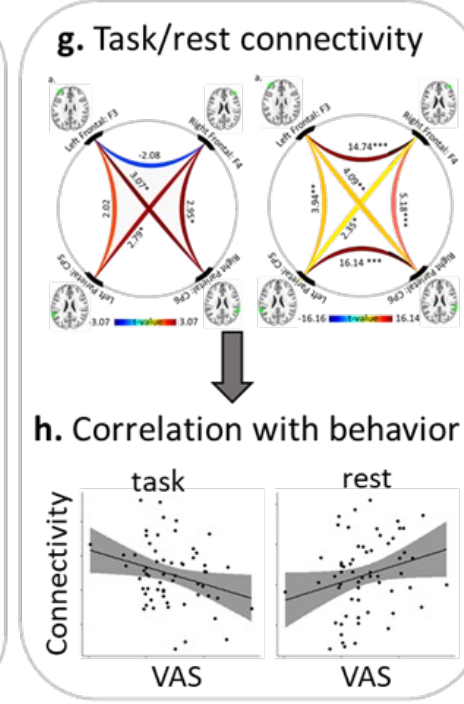 g. Task/rest connectivity
a.
Left Frontal: F3
Right Frontal: F4
-2.08
3.07*
2.02
2.95*
2.79*
Left Parietal: CP5
Right Parietal: CP6
-3.07 t-value 3.07
a.
Left Frontal: F3
Right Frontal: F4
14.74***
4.09**
3.94**
5.18***
2.35*
16.14 ***
Left Parietal: CP5
Right Parietal: CP6
-16.16 t-value 16.14
h. Correlation with behavior
task
rest
Connectivity
VAS
VAS